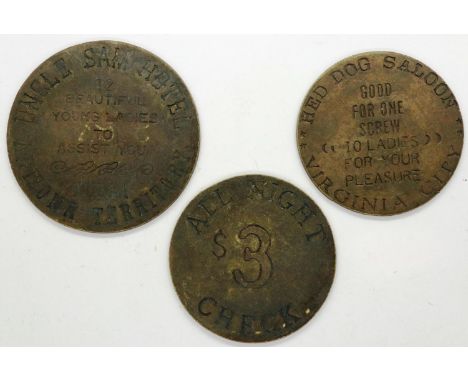 UNCLE SAM HOTEL
12
BEAUTIFUL
YOUNG LADIES
TO
ASSIST YOU
TERRITORY
RED DOG SALOON
GOOD
FOR ONE
SCREW
10 LADIES
FOR YOUR
PLEASURE
VIRGINIA CITY
ALL NIGHT
$3
CHECK